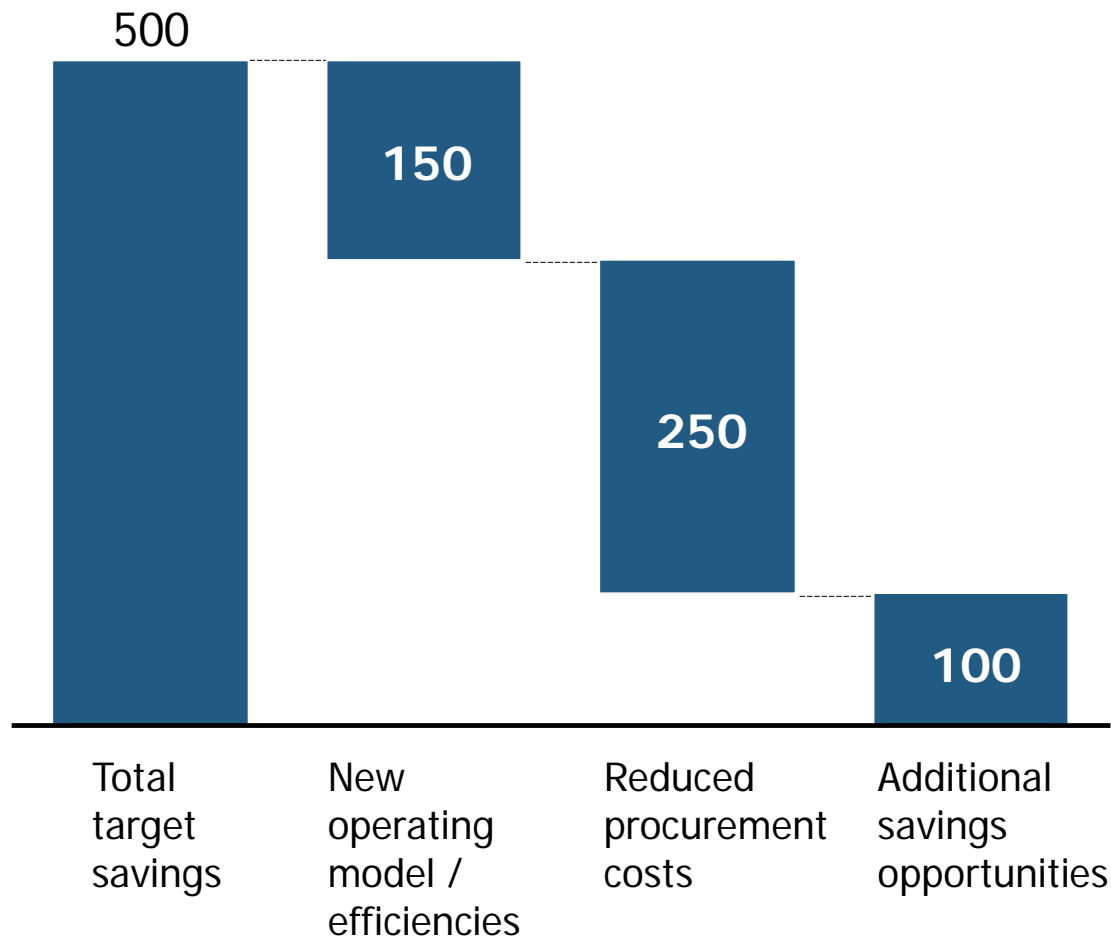 500
150
250
100
Total
target
savings
New
operating
model /
efficiencies
Reduced
procurement
costs
Additional
savings
opportunities